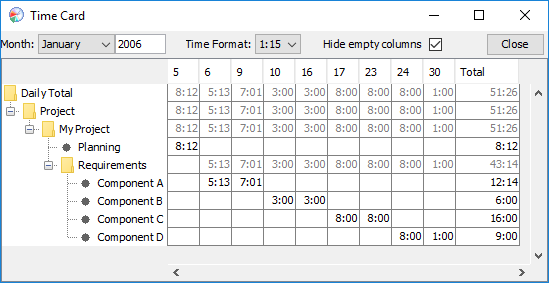 Time Card
Month: January 2006 Time Format: 1:15 Hide empty columns Close
5 6 9 10 16 17 23 24 30 Total
Daily Total 8:12 5:13 7:01 3:00 3:00 8:00 8:00 8:00 1:00 51:26
Project 8:12 5:13 7:01 3:00 3:00 8:00 8:00 8:00 1:00 51:26
My Project 8:12 5:13 7:01 3:00 3:00 8:00 8:00 8:00 1:00 51:26
Planning 8:12 8:12
Requirements 5:13 7:01 3:00 3:00 8:00 8:00 8:00 1:00 43:14
Component A 5:13 7:01 12:14
Component B 3:00 3:00 6:00
Component C 8:00 8:00 16:00
Component D 8:00 1:00 9:00